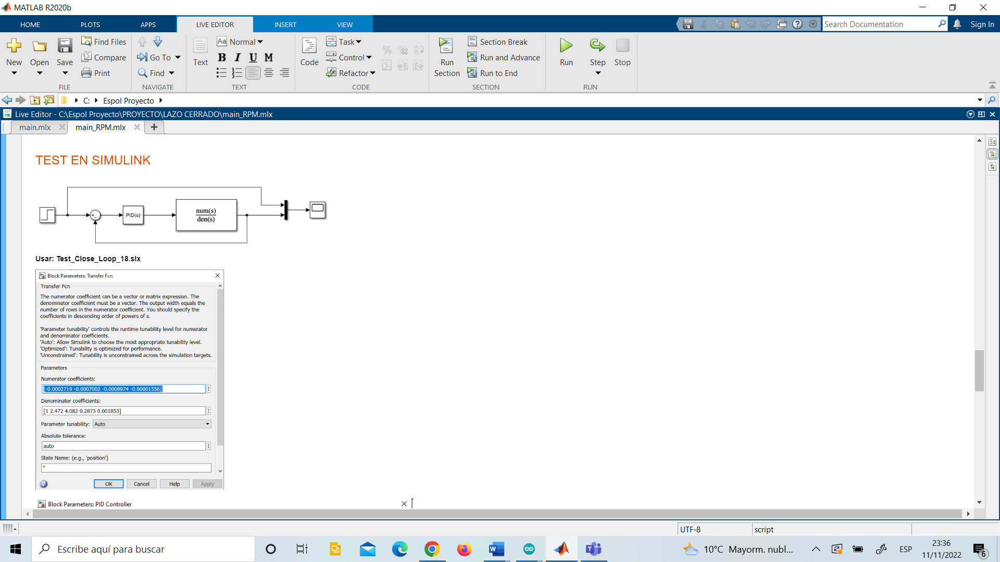 MATLAB R2020b
HOME PLOTS APPS LIVE EDITOR INSERT VIEW
Search Documentation
Sign In
New Open Save
Find Files
Compare
Print
FILE
Go To
Find
NAVIGATE
Text
Aa Normal
B I U M
TEXT
Code
Task
Control
Refactor
CODE
Run Section
Section Break
Run and Advance
Run to End
SECTION
Run Step Stop
RUN
C: Espol Proyecto
Live Editor - C:\Espol Proyecto\PROYECTO\LAZO CERRADO\main_RPM.mlx
main.mlx main_RPM.mlx
TEST EN SIMULINK
PID(s)
num(s)
den(s)
Usar: Test_Close_Loop_18.slx
Block Parameters: Transfer Fcn
Transfer Fcn
The numerator coefficient can be a vector or matrix expression. The
denominator coefficient must be a vector. The output width equals the
number of rows in the numerator coefficient. You should specify the
coefficients in descending order of powers of s.
'Parameter tunability' controls the runtime tunability level for numerator
and denominator coefficients.
'Auto': Allow Simulink to choose the most appropriate tunability level.
'Optimized': Tunability is optimized for performance.
'Unconstrained': Tunability is unconstrained across the simulation targets.
Parameters
Numerator coefficients:
[-0.0002719 -0.0007002 -0.0008974 -0.00001556]
Denominator coefficients:
[1 2.472 4.082 0.2873 0.001853]
Parameter tunability: Auto
Absolute tolerance:
auto
State Name: (e.g., 'position')
''
OK Cancel Help Apply
Block Parameters: PID Controller
UTF-8 script
Escribe aquí para buscar
10°C Mayorm. nubl...
ESP
23:36
11/11/2022
6